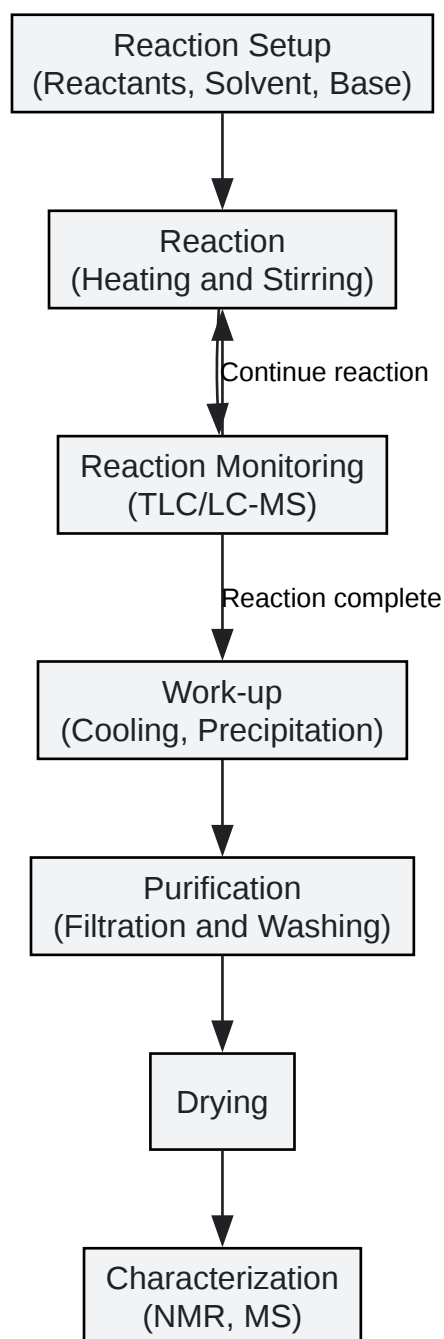 Reaction Setup
(Reactants, Solvent, Base)
Reaction
(Heating and Stirring)
Continue reaction
Reaction Monitoring
(TLC/LC-MS)
Reaction complete
Work-up
(Cooling, Precipitation)
Purification
(Filtration and Washing)
Drying
Characterization
(NMR, MS)